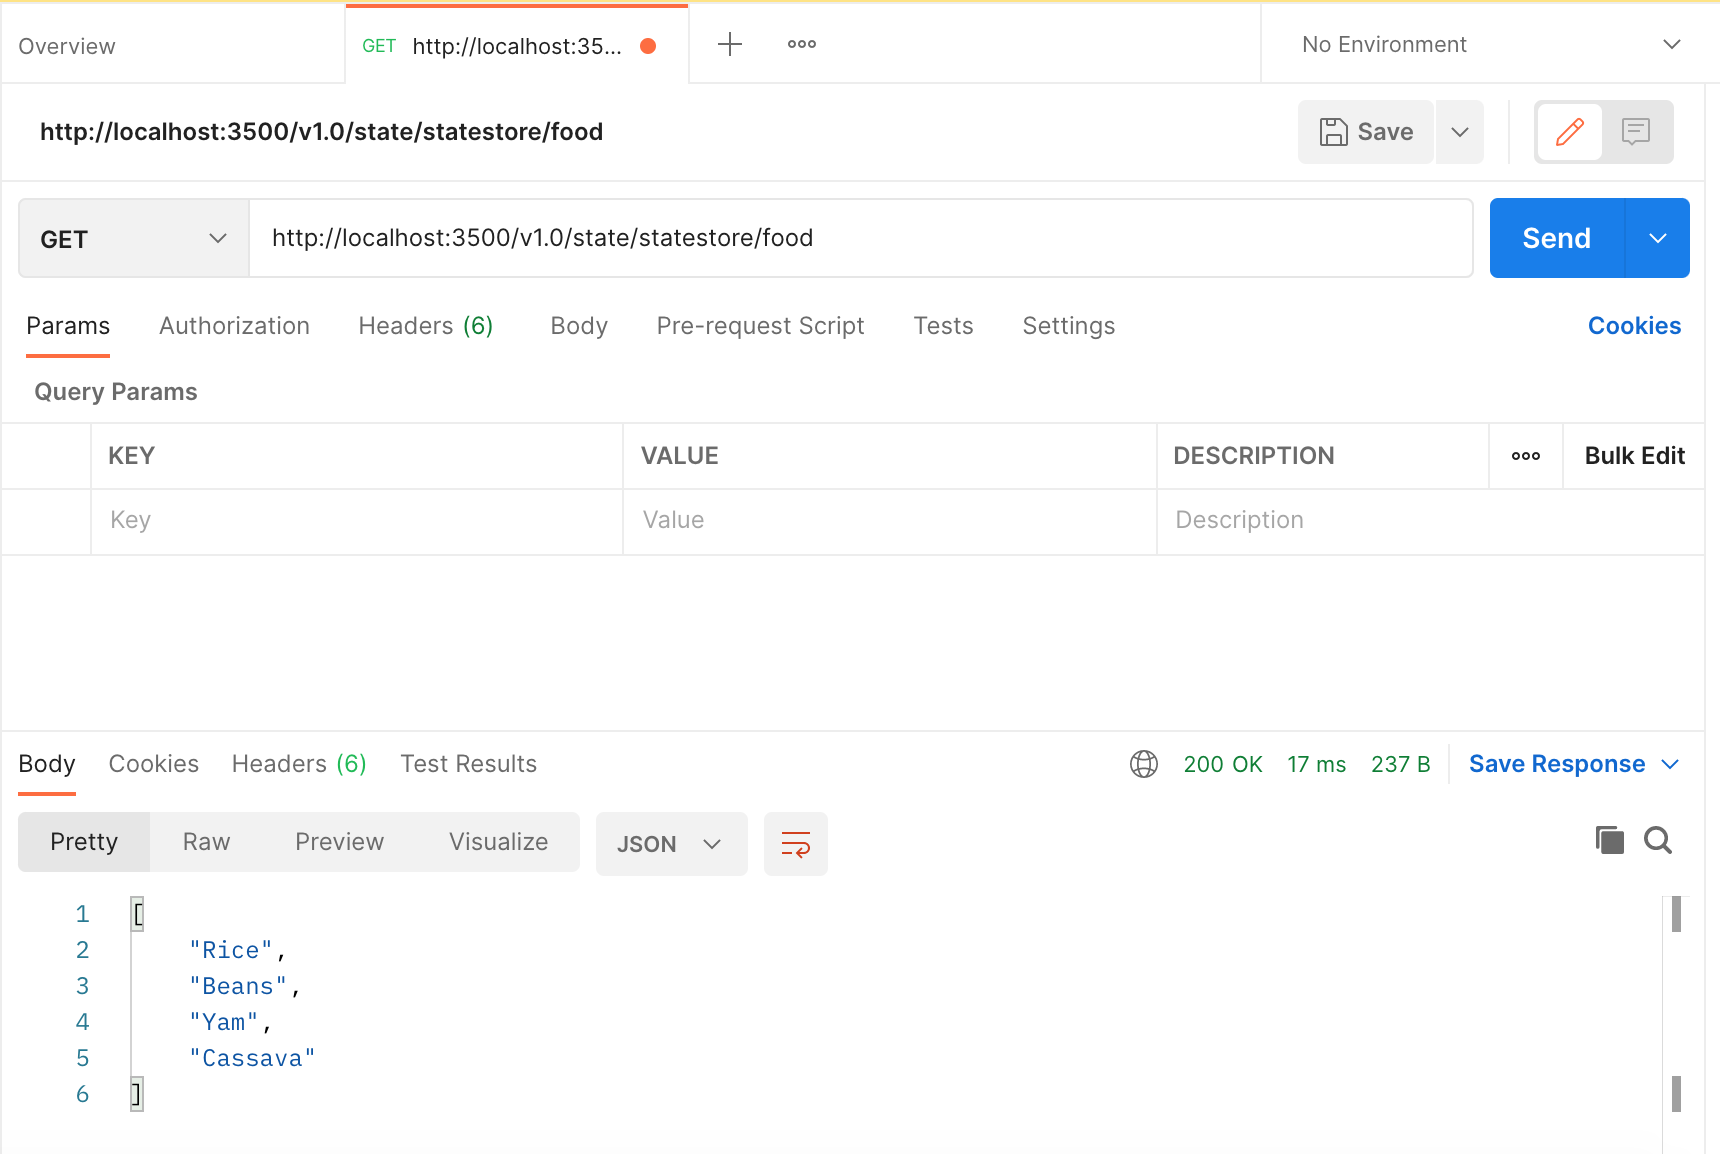 Overview
GET http://localhost:35...
No Environment
http://localhost:3500/v1.0/state/statestore/food
Save
GET
http://localhost:3500/v1.0/state/statestore/food
Send
Params Authorization Headers (6) Body Pre-request Script Tests Settings Cookies
Query Params
KEY VALUE DESCRIPTION Bulk Edit
Key Value Description
Body Cookies Headers (6) Test Results 200 OK 17 ms 237 B Save Response
Pretty Raw Preview Visualize JSON
1 [
2 "Rice",
3 "Beans",
4 "Yam",
5 "Cassava"
6 ]